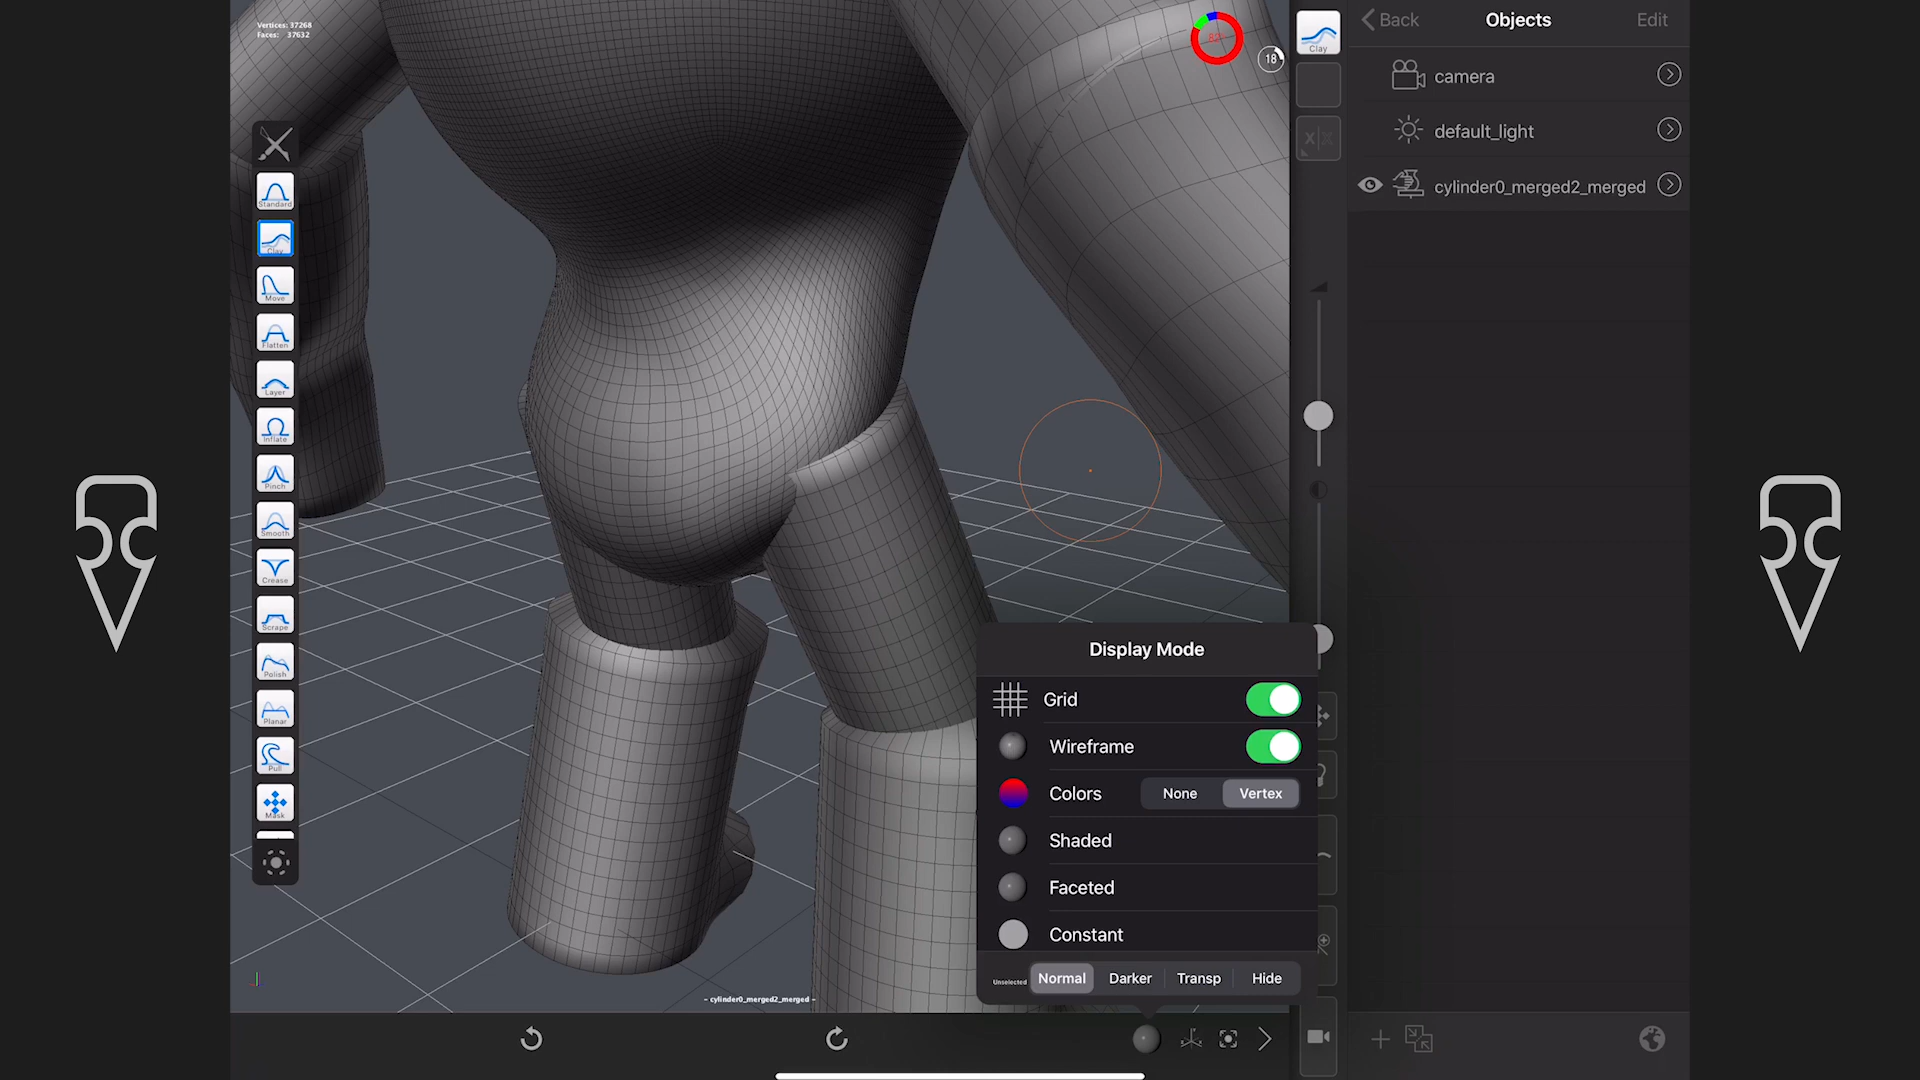 Vertices: 37268
Faces: 37632
18
Clay
Back
Objects
Edit
camera
default_light
cylinder0_merged2_merged
Standard
Clay
Move
Flatten
Layer
Inflate
Pinch
Smooth
Crease
Scrape
Polish
Planar
Pull
Mask
Display Mode
Grid
Wireframe
Colors
None
Vertex
Shaded
Faceted
Constant
Unselected
Normal
Darker
Transp
Hide
- cylinder0_merged2_merged -